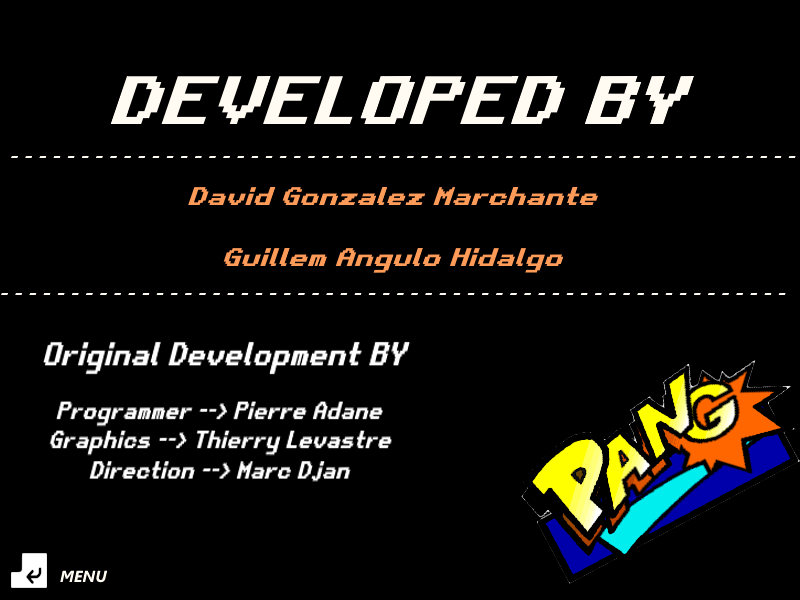 DEVELOPED BY
David Gonzalez Marchante
Guillem Angulo Hidalgo
Original Development BY
Programmer --> Pierre Adane
Graphics --> Thierry Levastre
Direction --> Marc Djan
PANG
MENU